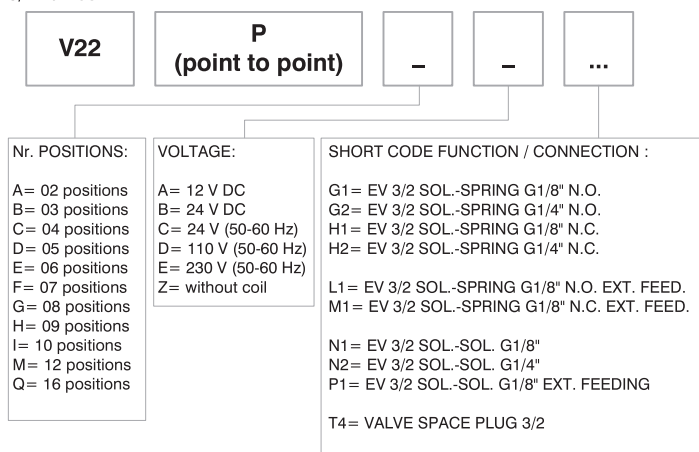 V22
P
(point to point)
–
–
...
Nr. POSITIONS:
A= 02 positions
B= 03 positions
C= 04 positions
D= 05 positions
E= 06 positions
F= 07 positions
G= 08 positions
H= 09 positions
I= 10 positions
M= 12 positions
Q= 16 positions
VOLTAGE:
A= 12 V DC
B= 24 V DC
C= 24 V (50-60 Hz)
D= 110 V (50-60 Hz)
E= 230 V (50-60 Hz)
Z= without coil
SHORT CODE FUNCTION / CONNECTION :
G1= EV 3/2 SOL.-SPRING G1/8" N.O.
G2= EV 3/2 SOL.-SPRING G1/4" N.O.
H1= EV 3/2 SOL.-SPRING G1/8" N.C.
H2= EV 3/2 SOL.-SPRING G1/4" N.C.
L1= EV 3/2 SOL.-SPRING G1/8" N.O. EXT. FEED.
M1= EV 3/2 SOL.-SPRING G1/8" N.C. EXT. FEED.
N1= EV 3/2 SOL.-SOL. G1/8"
N2= EV 3/2 SOL.-SOL. G1/4"
P1= EV 3/2 SOL.-SOL. G1/8" EXT. FEEDING
T4= VALVE SPACE PLUG 3/2